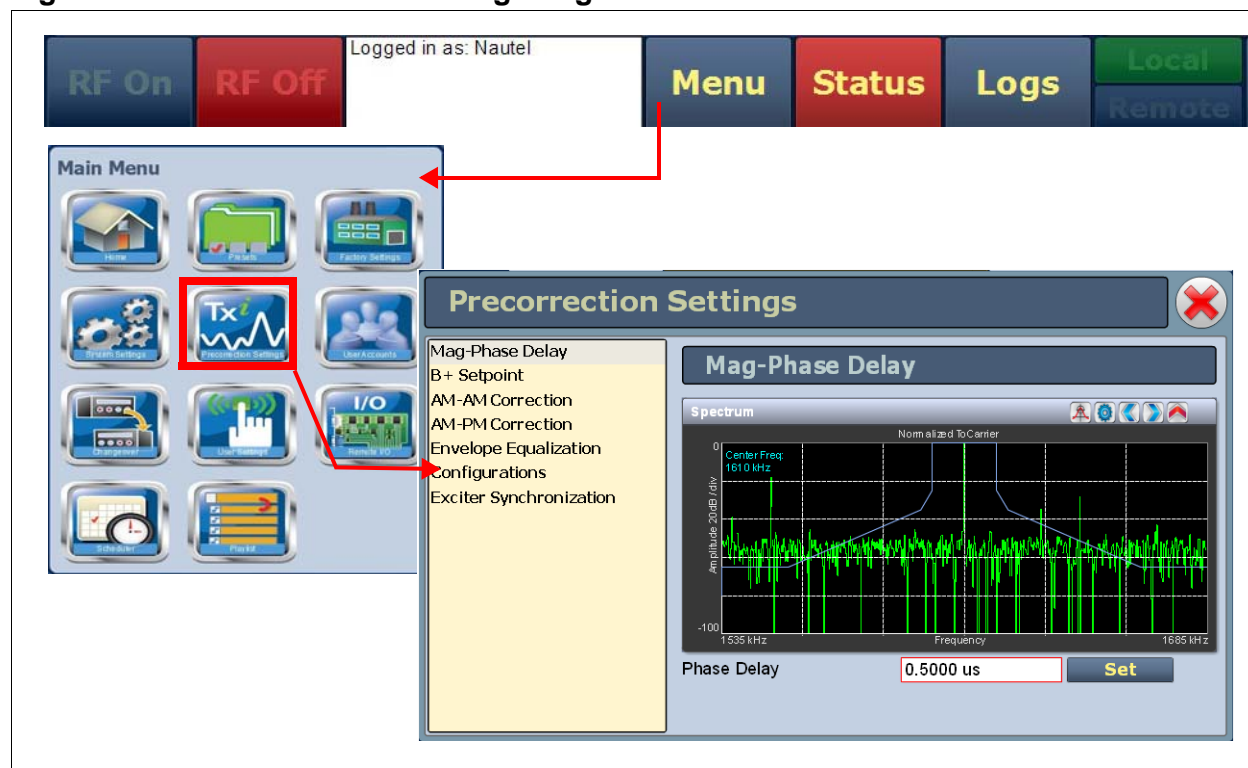 Logged in as: Nautel
RF On
RF Off
Menu
Status
Logs
Local
Remote
Main Menu
Home
Presets
Factory Settings
System Settings
Tx i
Precorrection Settings
User Accounts
Changeover
User Settings
I/O
Remote I/O
Scheduler
Playlist
Precorrection Settings
Mag-Phase Delay
B+ Setpoint
AM-AM Correction
AM-PM Correction
Envelope Equalization
Configurations
Exciter Synchronization
Mag-Phase Delay
Spectrum
Normalized To Carrier
0
Center Freq:
1610 kHz
Amplitude 20dB /div
-100
1535 kHz
Frequency
1685 kHz
Phase Delay
0.5000 us
Set